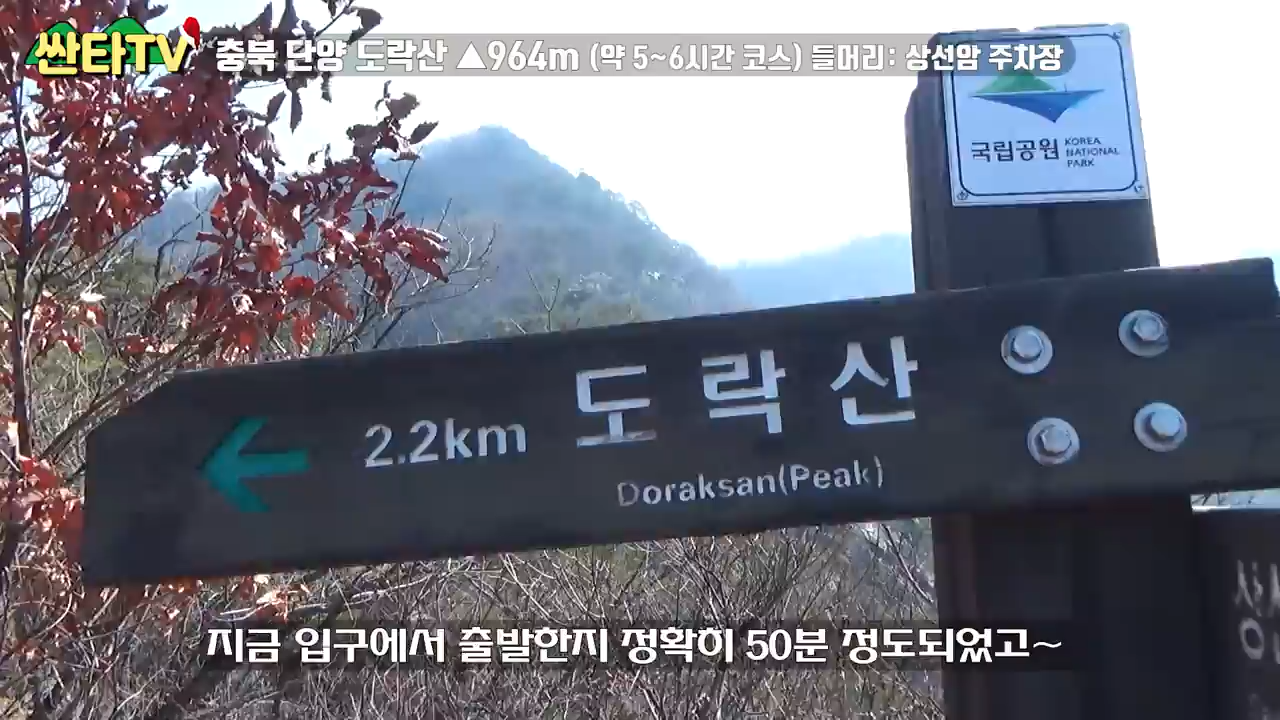 싼타TV 충북 단양 도락산 ▲964m (약 5~6시간 코스) 들머리: 상선암 주차장
국립공원 KOREA
NATIONAL
PARK
2.2km 도락산
Doraksan(Peak)
지금 입구에서 출발한지 정확히 50분 정도되었고~